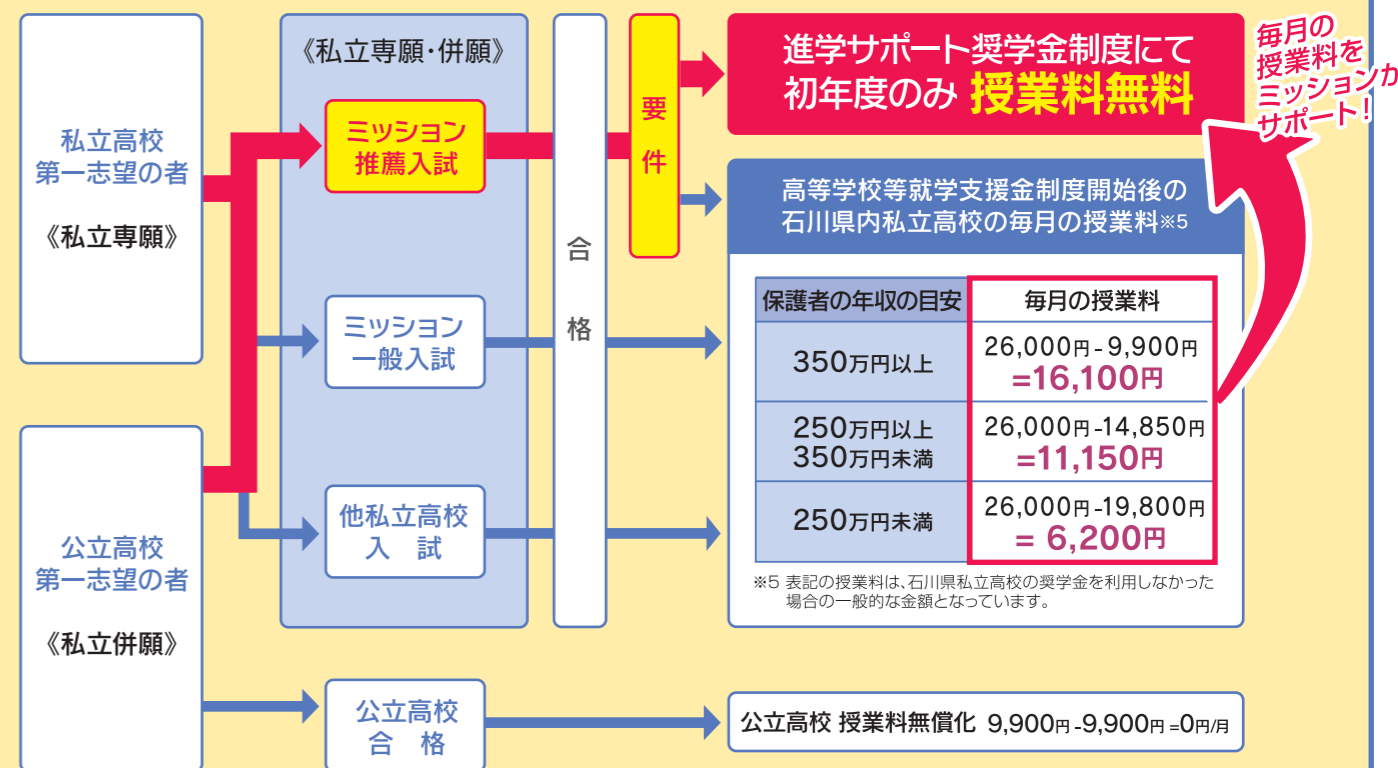 私立高校
第一志望の者
《私立専願》
公立高校
第一志望の者
《私立併願》
《私立専願・併願》
ミッション
推薦入試
ミッション
一般入試
他私立高校
入 試
公立高校
合 格
合
格
要
件
進学サポート奨学金制度にて
初年度のみ 授業料無料
毎月の
授業料を
ミッションが
サポート!
高等学校等就学支援金制度開始後の
石川県内私立高校の毎月の授業料※5
保護者の年収の目安 毎月の授業料
350万円以上
26,000円-9,900円
=16,100円
250万円以上
350万円未満
26,000円-14,850円
=11,150円
250万円未満
26,000円-19,800円
= 6,200円
※5 表記の授業料は、石川県私立高校の奨学金を利用しなかった
場合の一般的な金額となっています。
公立高校 授業料無償化 9,900円-9,900円=0円/月